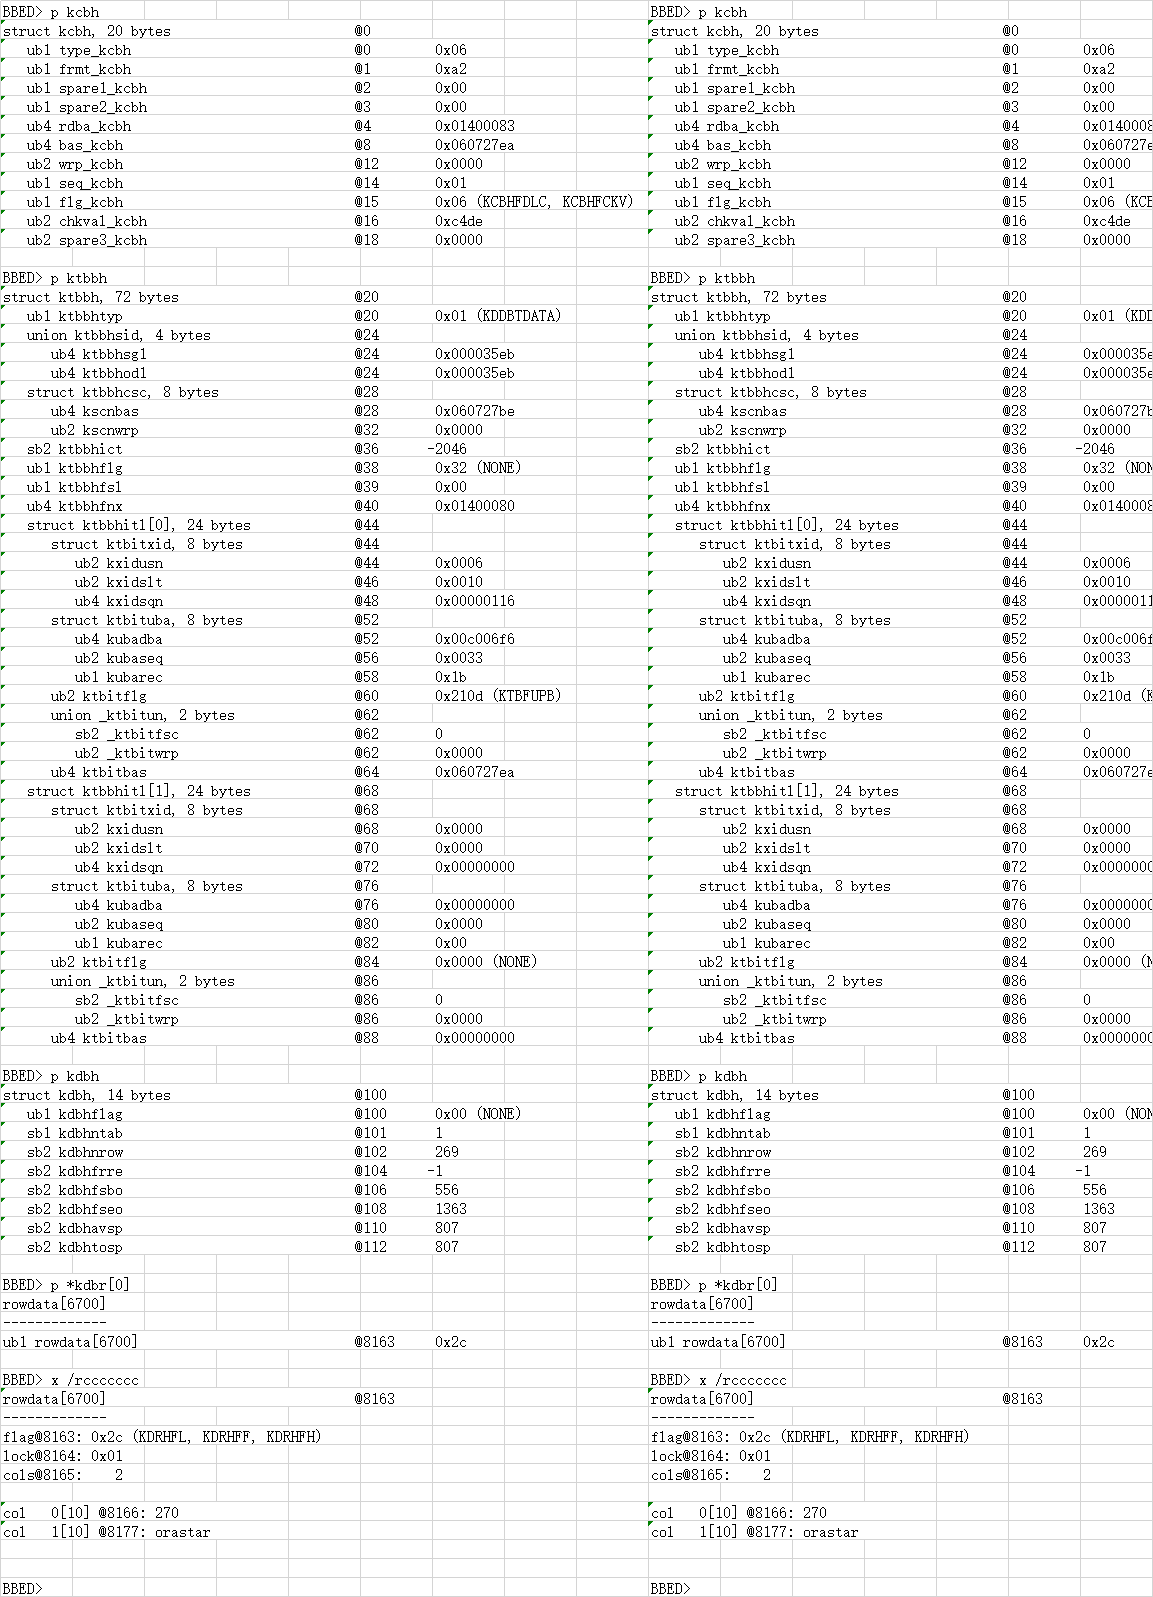 BBED> p kcbh
struct kcbh, 20 bytes @0
ub1 type_kcbh @0 0x06
ub1 frmt_kcbh @1 0xa2
ub1 spare1_kcbh @2 0x00
ub1 spare2_kcbh @3 0x00
ub4 rdba_kcbh @4 0x01400083
ub4 bas_kcbh @8 0x060727ea
ub2 wrp_kcbh @12 0x0000
ub1 seq_kcbh @14 0x01
ub1 flg_kcbh @15 0x06 (KCBHFDLC, KCBHFCKV)
ub2 chkval_kcbh @16 0xc4de
ub2 spare3_kcbh @18 0x0000
BBED> p ktbbh
struct ktbbh, 72 bytes @20
ub1 ktbbhtyp @20 0x01 (KDDBTDATA)
union ktbbhsid, 4 bytes @24
ub4 ktbbhsg1 @24 0x000035eb
ub4 ktbbhod1 @24 0x000035eb
struct ktbbhcsc, 8 bytes @28
ub4 kscnbas @28 0x060727be
ub2 kscnwrp @32 0x0000
sb2 ktbbhict @36 -2046
ub1 ktbbhflg @38 0x32 (NONE)
ub1 ktbbhfsl @39 0x00
ub4 ktbbhfnx @40 0x01400080
struct ktbbhitl[0], 24 bytes @44
struct ktbitxid, 8 bytes @44
ub2 kxidusn @44 0x0006
ub2 kxidslt @46 0x0010
ub4 kxidsqn @48 0x00000116
struct ktbituba, 8 bytes @52
ub4 kubadba @52 0x00c006f6
ub2 kubaseq @56 0x0033
ub1 kubarec @58 0x1b
ub2 ktbitflg @60 0x210d (KTBFUPB)
union _ktbitun, 2 bytes @62
sb2 _ktbitfsc @62 0
ub2 _ktbitwrp @62 0x0000
ub4 ktbitbas @64 0x060727ea
struct ktbbhitl[1], 24 bytes @68
struct ktbitxid, 8 bytes @68
ub2 kxidusn @68 0x0000
ub2 kxidslt @70 0x0000
ub4 kxidsqn @72 0x00000000
struct ktbituba, 8 bytes @76
ub4 kubadba @76 0x00000000
ub2 kubaseq @80 0x0000
ub1 kubarec @82 0x00
ub2 ktbitflg @84 0x0000 (NONE)
union _ktbitun, 2 bytes @86
sb2 _ktbitfsc @86 0
ub2 _ktbitwrp @86 0x0000
ub4 ktbitbas @88 0x00000000
BBED> p kdbh
struct kdbh, 14 bytes @100
ub1 kdbhflag @100 0x00 (NONE)
sb1 kdbhntab @101 1
sb2 kdbhnrow @102 269
sb2 kdbhfrre @104 -1
sb2 kdbhfsbo @106 556
sb2 kdbhfseo @108 1363
sb2 kdbhavsp @110 807
sb2 kdbhtosp @112 807
BBED> p *kdbr[0]
rowdata[6700]
-------------
ub1 rowdata[6700] @8163 0x2c
BBED> x /rccccccc
rowdata[6700] @8163
-------------
flag@8163: 0x2c (KDRHFL, KDRHFF, KDRHFH)
lock@8164: 0x01
cols@8165: 2
col 0[10] @8166: 270
col 1[10] @8177: orastar
BBED>
BBED> p kcbh
struct kcbh, 20 bytes @0
ub1 type_kcbh @0 0x06
ub1 frmt_kcbh @1 0xa2
ub1 spare1_kcbh @2 0x00
ub1 spare2_kcbh @3 0x00
ub4 rdba_kcbh @4 0x0140008
ub4 bas_kcbh @8 0x060727e
ub2 wrp_kcbh @12 0x0000
ub1 seq_kcbh @14 0x01
ub1 flg_kcbh @15 0x06 (KCB
ub2 chkval_kcbh @16 0xc4de
ub2 spare3_kcbh @18 0x0000
BBED> p ktbbh
struct ktbbh, 72 bytes @20
ub1 ktbbhtyp @20 0x01 (KDD
union ktbbhsid, 4 bytes @24
ub4 ktbbhsg1 @24 0x000035e
ub4 ktbbhod1 @24 0x000035e
struct ktbbhcsc, 8 bytes @28
ub4 kscnbas @28 0x060727b
ub2 kscnwrp @32 0x0000
sb2 ktbbhict @36 -2046
ub1 ktbbhflg @38 0x32 (NON
ub1 ktbbhfsl @39 0x00
ub4 ktbbhfnx @40 0x0140008
struct ktbbhitl[0], 24 bytes @44
struct ktbitxid, 8 bytes @44
ub2 kxidusn @44 0x0006
ub2 kxidslt @46 0x0010
ub4 kxidsqn @48 0x0000011
struct ktbituba, 8 bytes @52
ub4 kubadba @52 0x00c006f
ub2 kubaseq @56 0x0033
ub1 kubarec @58 0x1b
ub2 ktbitflg @60 0x210d (K
union _ktbitun, 2 bytes @62
sb2 _ktbitfsc @62 0
ub2 _ktbitwrp @62 0x0000
ub4 ktbitbas @64 0x060727e
struct ktbbhitl[1], 24 bytes @68
struct ktbitxid, 8 bytes @68
ub2 kxidusn @68 0x0000
ub2 kxidslt @70 0x0000
ub4 kxidsqn @72 0x0000000
struct ktbituba, 8 bytes @76
ub4 kubadba @76 0x0000000
ub2 kubaseq @80 0x0000
ub1 kubarec @82 0x00
ub2 ktbitflg @84 0x0000 (N
union _ktbitun, 2 bytes @86
sb2 _ktbitfsc @86 0
ub2 _ktbitwrp @86 0x0000
ub4 ktbitbas @88 0x0000000
BBED> p kdbh
struct kdbh, 14 bytes @100
ub1 kdbhflag @100 0x00 (NON
sb1 kdbhntab @101 1
sb2 kdbhnrow @102 269
sb2 kdbhfrre @104 -1
sb2 kdbhfsbo @106 556
sb2 kdbhfseo @108 1363
sb2 kdbhavsp @110 807
sb2 kdbhtosp @112 807
BBED> p *kdbr[0]
rowdata[6700]
-------------
ub1 rowdata[6700] @8163 0x2c
BBED> x /rccccccc
rowdata[6700] @8163
-------------
flag@8163: 0x2c (KDRHFL, KDRHFF, KDRHFH)
lock@8164: 0x01
cols@8165: 2
col 0[10] @8166: 270
col 1[10] @8177: orastar
BBED>